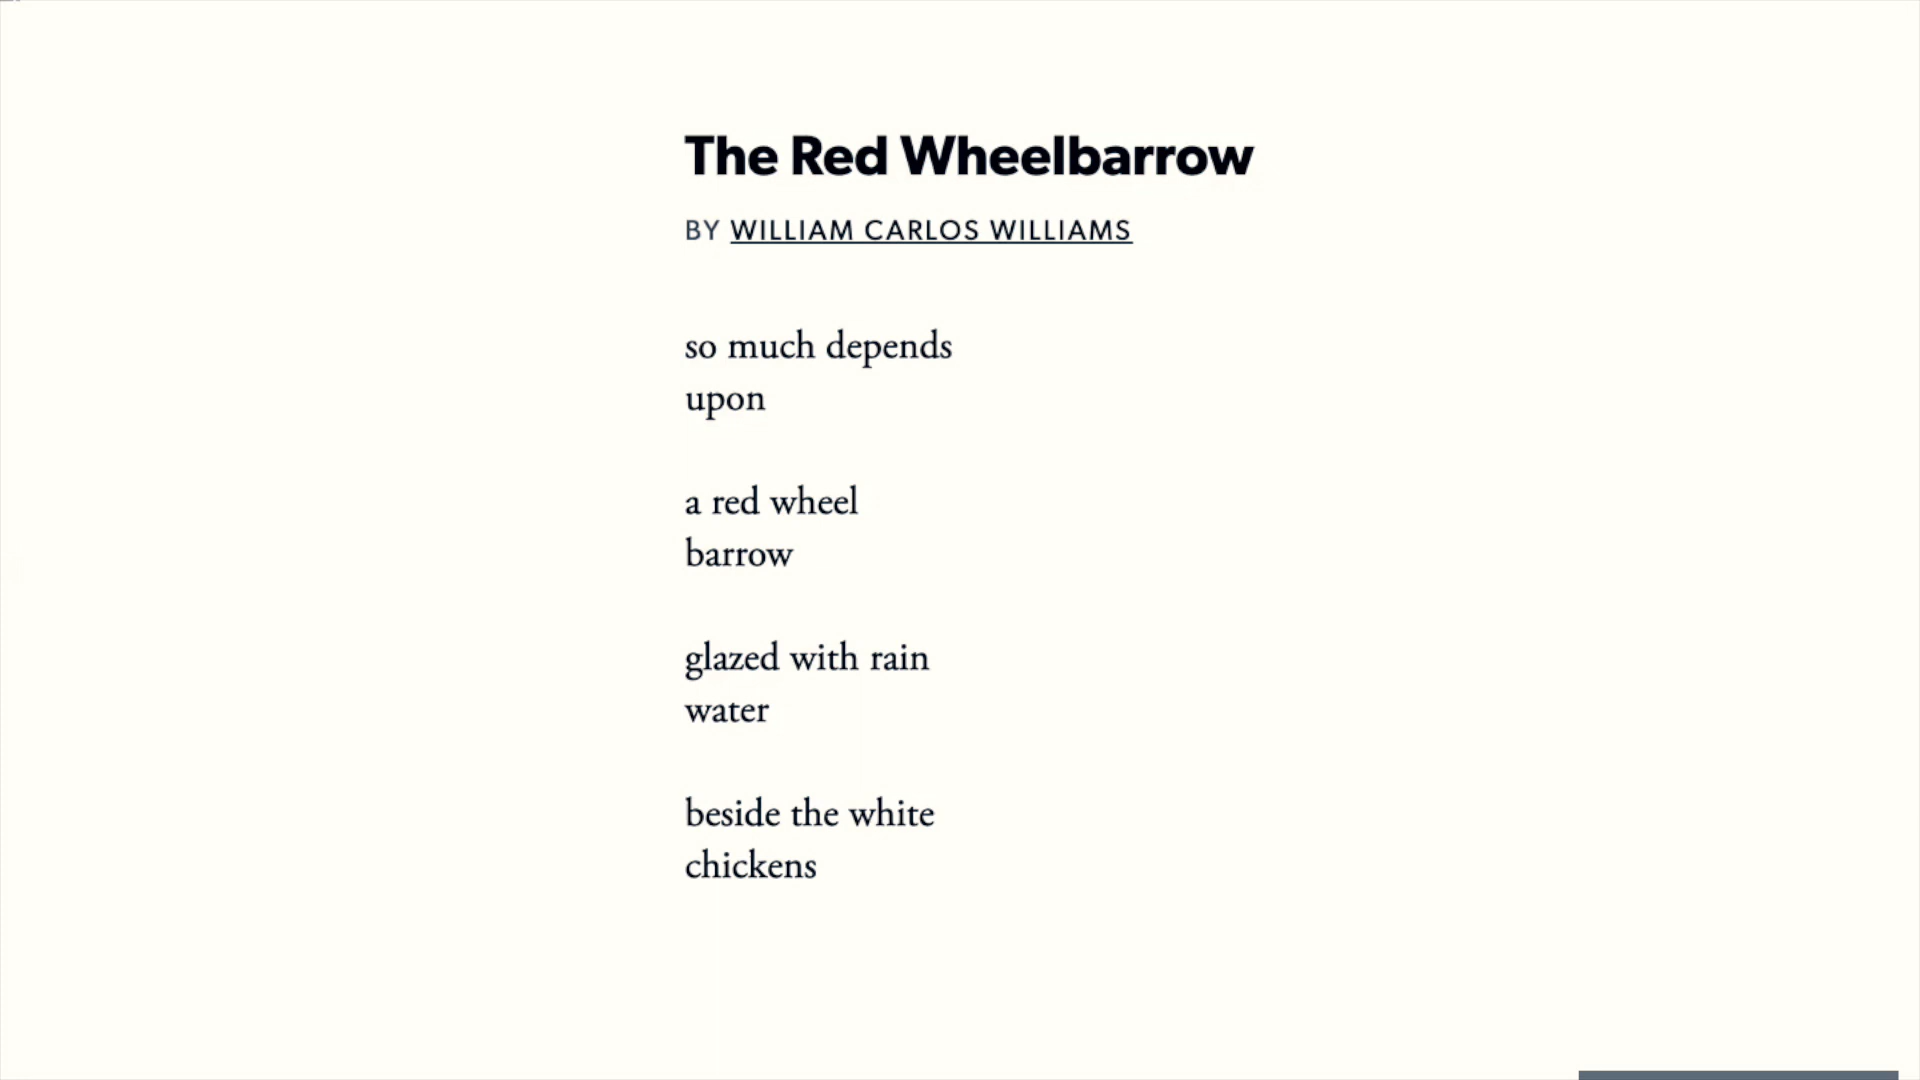 The Red Wheelbarrow
BY WILLIAM CARLOS WILLIAMS
so much depends
upon
a red wheel
barrow
glazed with rain
water
beside the white
chickens